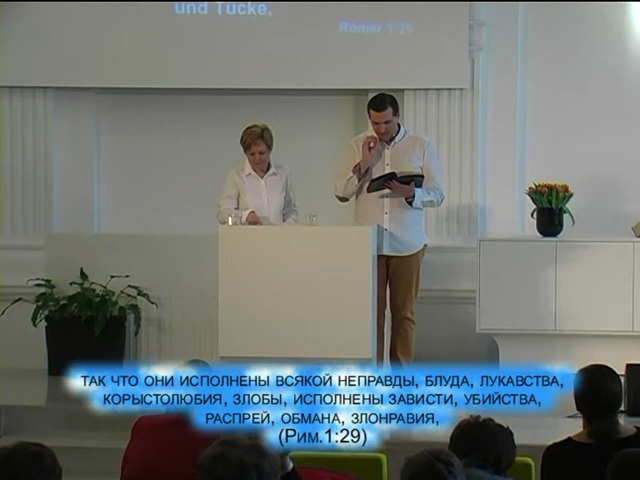 und Tücke,
Römer 1:29
ТАК ЧТО ОНИ ИСПОЛНЕНЫ ВСЯКОЙ НЕПРАВДЫ, БЛУДА, ЛУКАВСТВА,
КОРЫСТОЛЮБИЯ, ЗЛОБЫ, ИСПОЛНЕНЫ ЗАВИСТИ, УБИЙСТВА,
РАСПРЕЙ, ОБМАНА, ЗЛОНРАВИЯ,
(Рим.1:29)